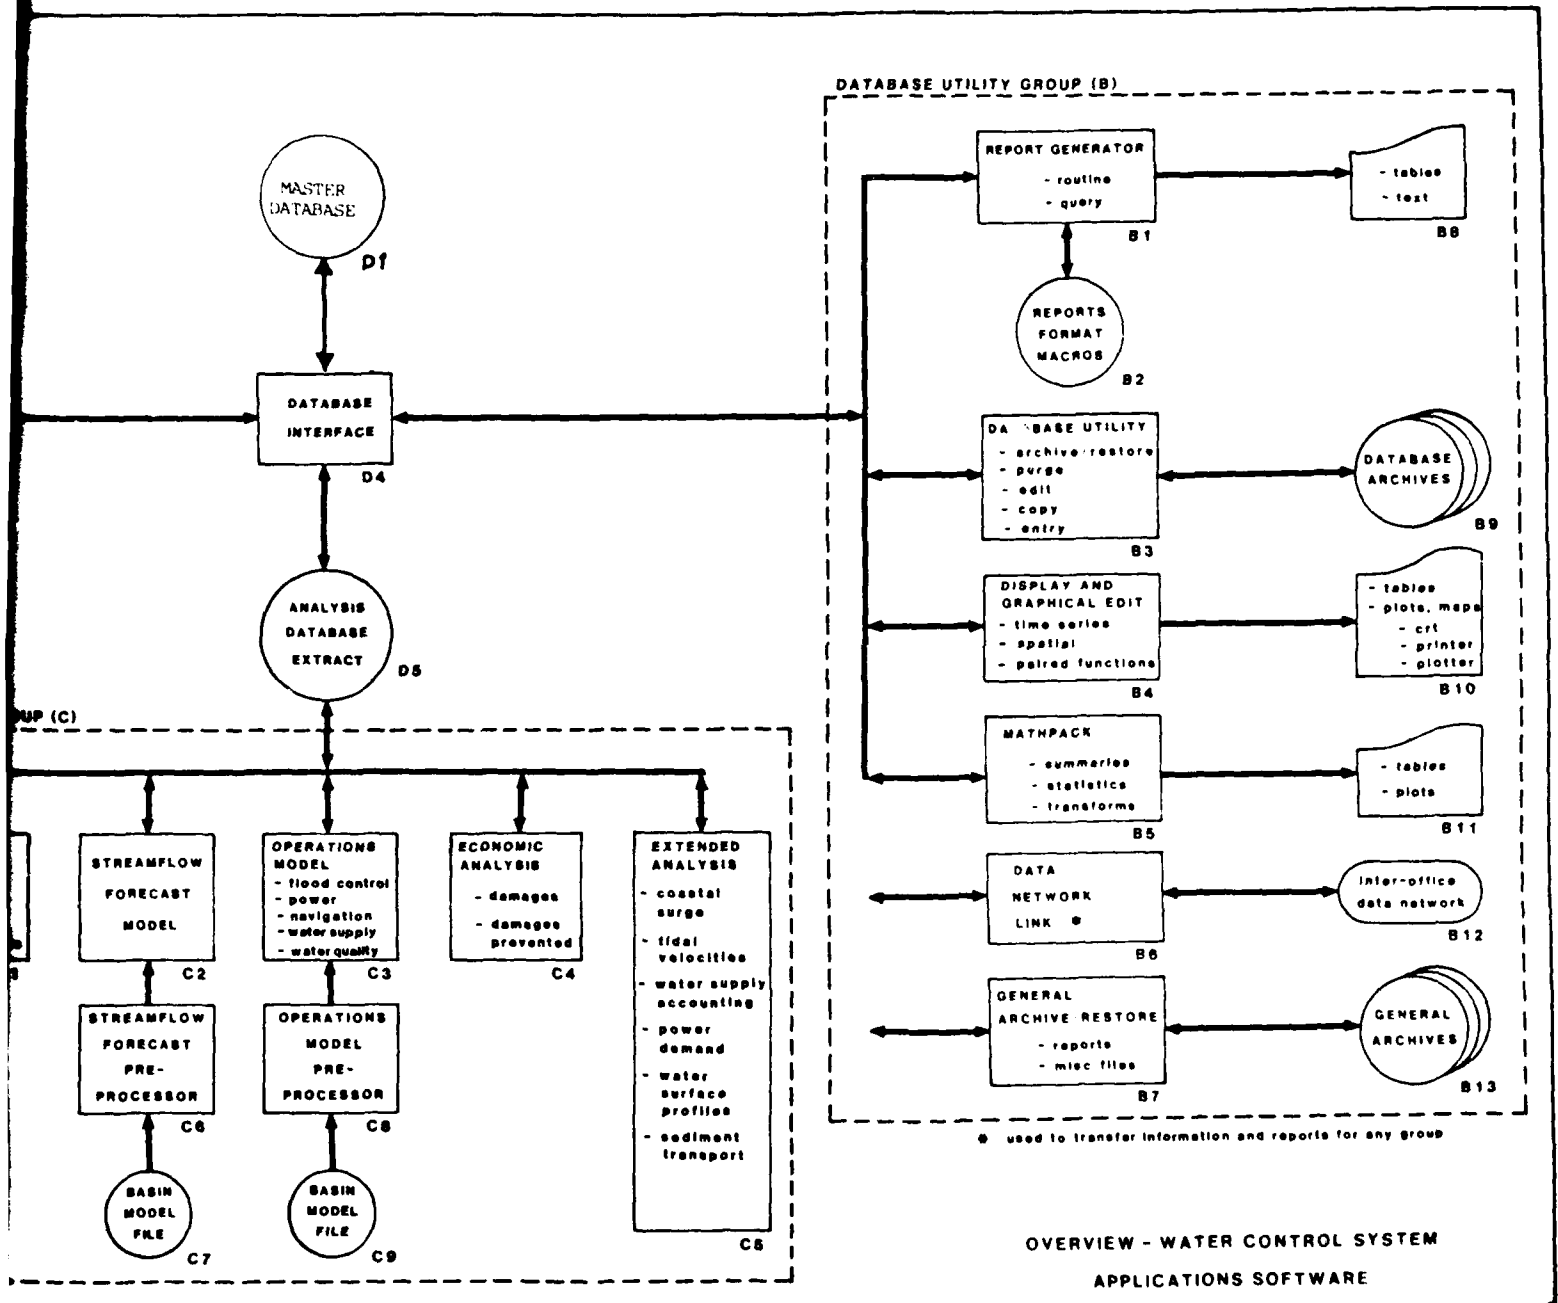 DATABASE UTILITY GROUP (B)
MASTER
DATABASE
D1
DATABASE
INTERFACE
D4
ANALYSIS
DATABASE
EXTRACT
D5
REPORT GENERATOR
- routine
- query
B1
- tables
- text
B8
REPORTS
FORMAT
MACROS
B2
BASE UTILITY
- archive/restore
- purge
- edit
- copy
- entry
B3
DATABASE
ARCHIVES
B9
DISPLAY AND
GRAPHICAL EDIT
- time series
- spatial
- paired functions
B4
- tables
- plots, maps
- crt
- printer
- plotter
B10
MATHPACK
- summaries
- statistics
- transforms
B5
- tables
- plots
B11
DATA
NETWORK
LINK *
B6
Inter-office
data network
B12
GENERAL
ARCHIVE/RESTORE
- reports
- misc files
B7
GENERAL
ARCHIVES
B13
* used to transfer information and reports for any group
UP (C)
STREAMFLOW
FORECAST
MODEL
C2
OPERATIONS
MODEL
- flood control
- power
- navigation
- water supply
- water quality
C3
ECONOMIC
ANALYSIS
- damages
- damages
prevented
C4
EXTENDED
ANALYSIS
- coastal
surge
- tidal
velocities
- water supply
accounting
- power
demand
- water
surface
profiles
- sediment
transport
C5
STREAMFLOW
FORECAST
PRE-
PROCESSOR
C6
OPERATIONS
MODEL
PRE-
PROCESSOR
C8
BASIN
MODEL
FILE
C7
BASIN
MODEL
FILE
C9
OVERVIEW - WATER CONTROL SYSTEM
APPLICATIONS SOFTWARE